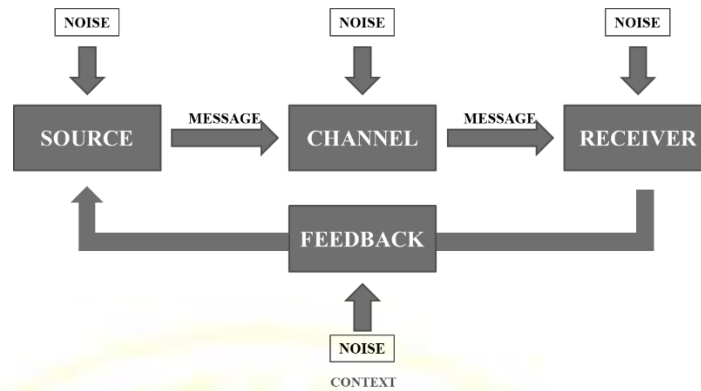 NOISE NOISE NOISE
MESSAGE MESSAGE
SOURCE CHANNEL RECEIVER
FEEDBACK
NOISE
CONTEXT